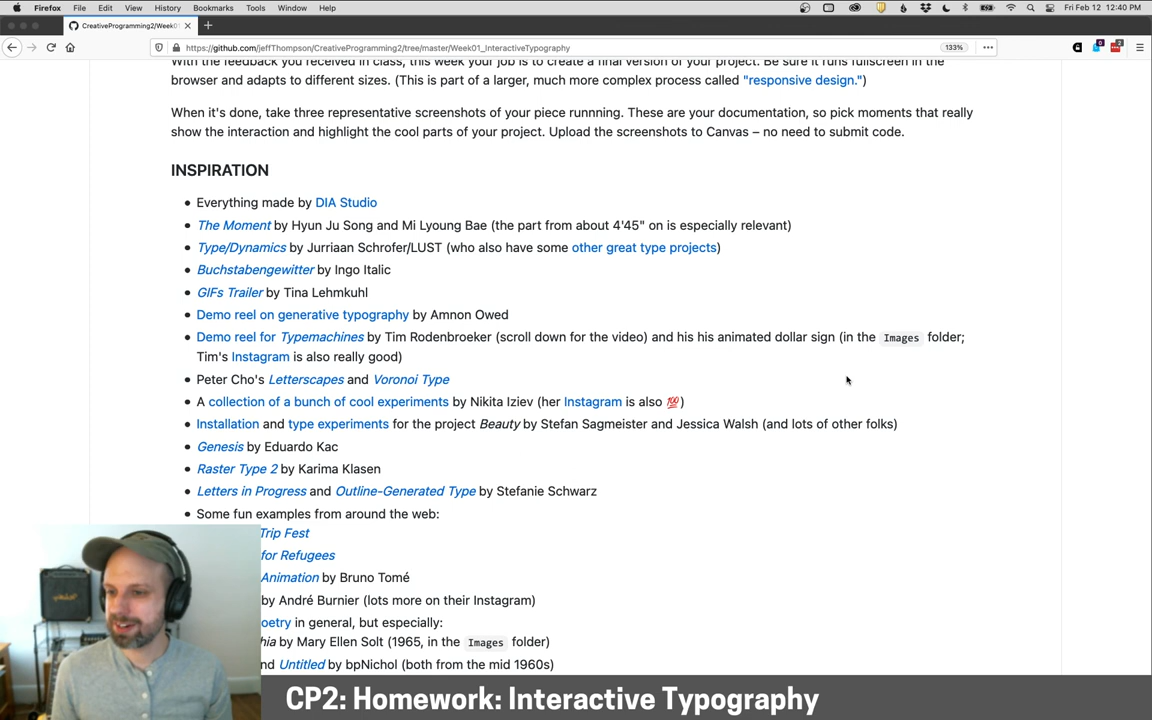 Firefox File Edit View History Bookmarks Tools Window Help Fri Feb 12 12:40 PM
CreativeProgramming2/Week01
https://github.com/jeffThompson/CreativeProgramming2/tree/master/Week01_InteractiveTypography 133%
With the feedback you received in class, this week your job is to create a final version of your project. Be sure it runs fullscreen in the
browser and adapts to different sizes. (This is part of a larger, much more complex process called "responsive design.")
When it's done, take three representative screenshots of your piece runnning. These are your documentation, so pick moments that really
show the interaction and highlight the cool parts of your project. Upload the screenshots to Canvas – no need to submit code.
INSPIRATION
Everything made by DIA Studio
The Moment by Hyun Ju Song and Mi Lyoung Bae (the part from about 4'45" on is especially relevant)
Type/Dynamics by Jurriaan Schrofer/LUST (who also have some other great type projects)
Buchstabengewitter by Ingo Italic
GIFs Trailer by Tina Lehmkuhl
Demo reel on generative typography by Amnon Owed
Demo reel for Typemachines by Tim Rodenbroeker (scroll down for the video) and his his animated dollar sign (in the Images folder;
Tim's Instagram is also really good)
Peter Cho's Letterscapes and Voronoi Type
A collection of a bunch of cool experiments by Nikita Iziev (her Instagram is also 💯)
Installation and type experiments for the project Beauty by Stefan Sagmeister and Jessica Walsh (and lots of other folks)
Genesis by Eduardo Kac
Raster Type 2 by Karima Klasen
Letters in Progress and Outline-Generated Type by Stefanie Schwarz
Some fun examples from around the web:
Trip Fest
for Refugees
Animation by Bruno Tomé
by André Burnier (lots more on their Instagram)
oetry in general, but especially:
hia by Mary Ellen Solt (1965, in the Images folder)
nd Untitled by bpNichol (both from the mid 1960s)
CP2: Homework: Interactive Typography